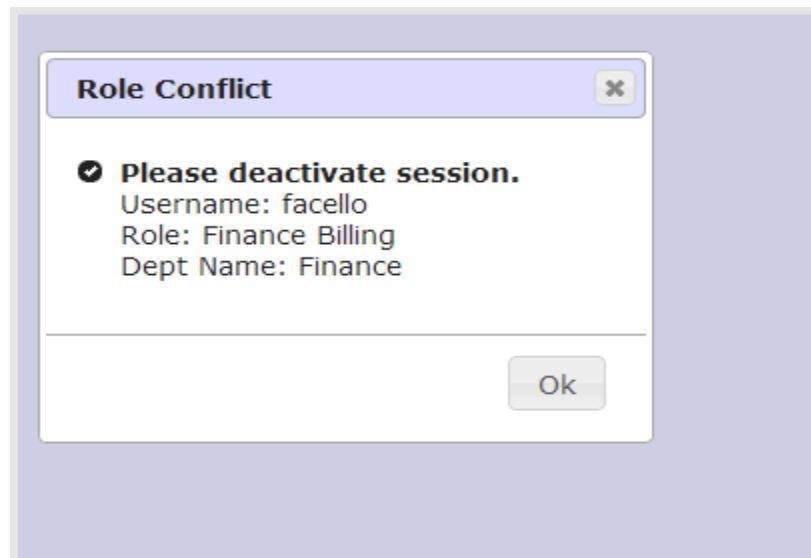 Role Conflict
Please deactivate session.
Username: facello
Role: Finance Billing
Dept Name: Finance
Ok